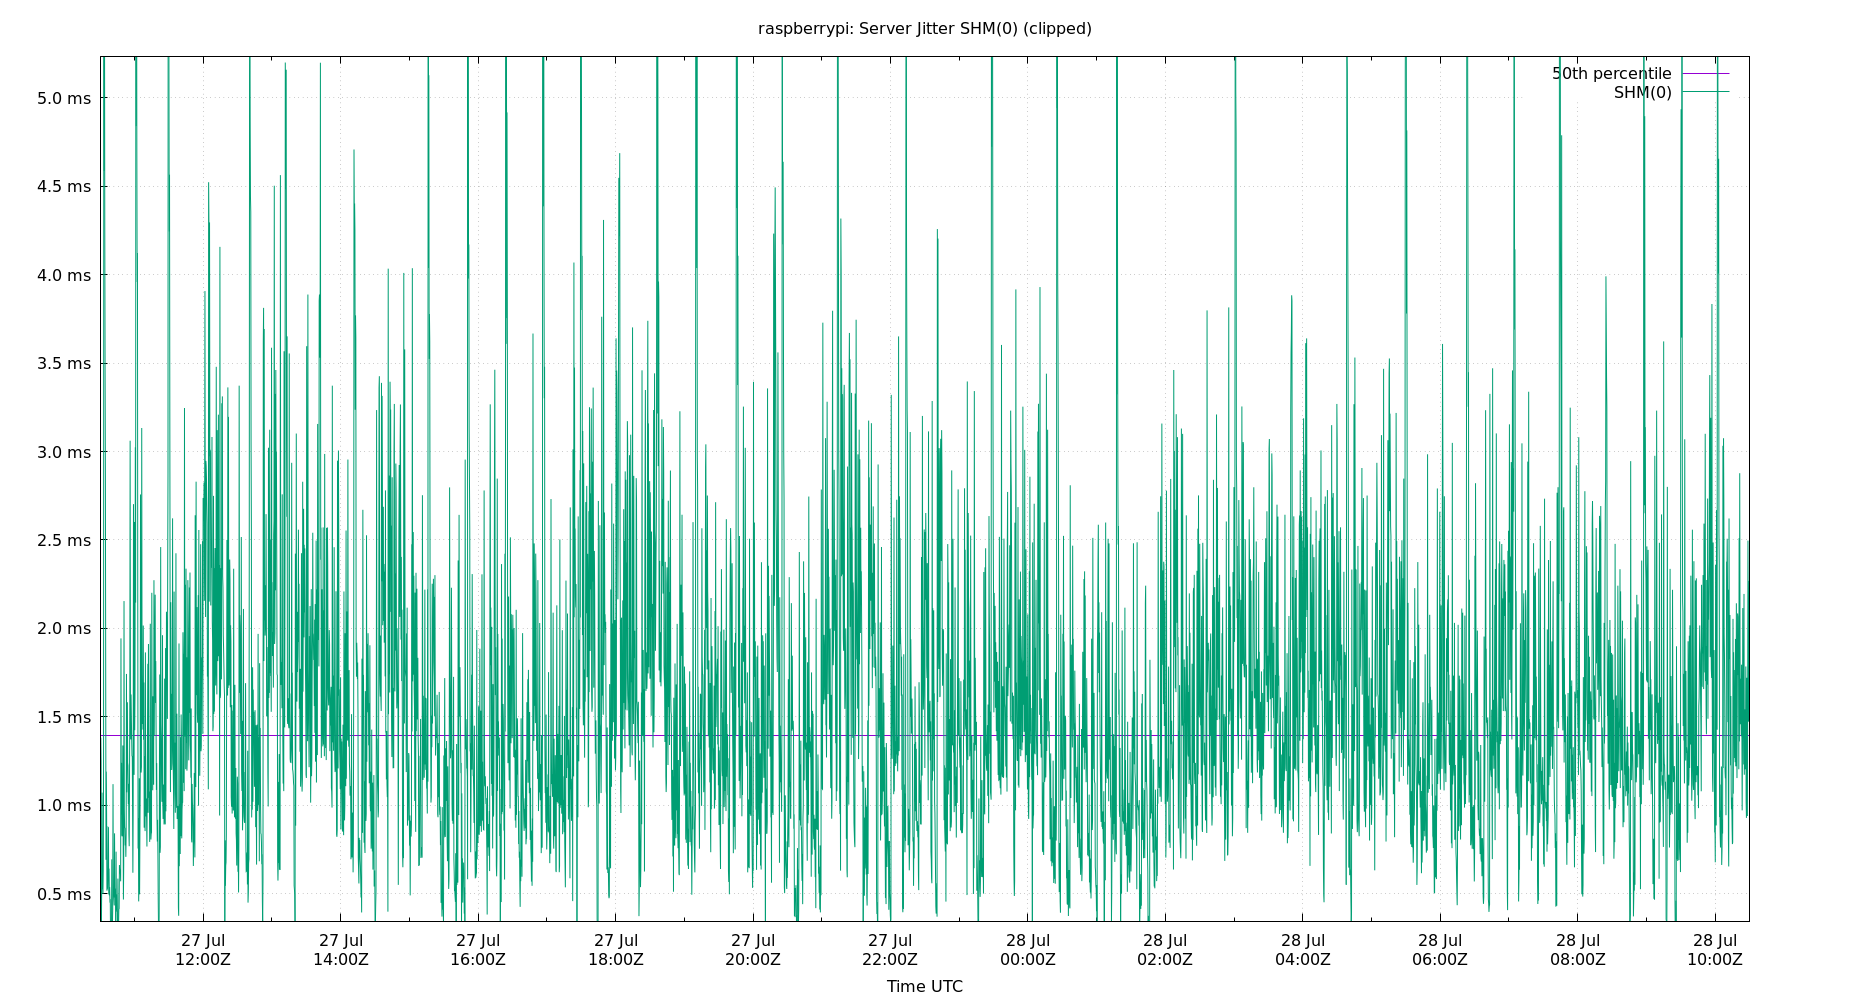 raspberrypi: Server Jitter SHM(0) (clipped)
50th percentile
SHM(0)
5.0 ms
4.5 ms
4.0 ms
3.5 ms
3.0 ms
2.5 ms
2.0 ms
1.5 ms
1.0 ms
0.5 ms
27 Jul 27 Jul 27 Jul 27 Jul 27 Jul 27 Jul 28 Jul 28 Jul 28 Jul 28 Jul 28 Jul 28 Jul
12:00Z 14:00Z 16:00Z 18:00Z 20:00Z 22:00Z 00:00Z 02:00Z 04:00Z 06:00Z 08:00Z 10:00Z
Time UTC